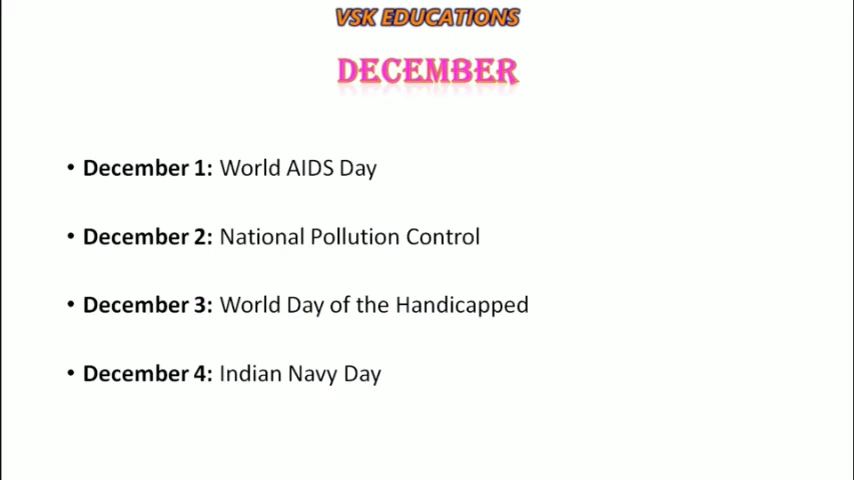 VSK EDUCATIONS
DECEMBER
• December 1: World AIDS Day
• December 2: National Pollution Control
• December 3: World Day of the Handicapped
• December 4: Indian Navy Day